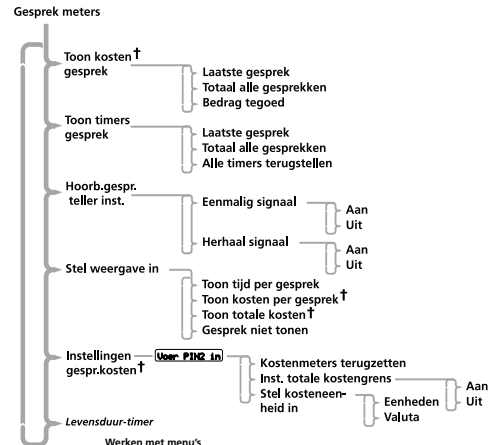 Gesprek meters
Toon kosten†
gesprek
Laatste gesprek
Totaal alle gesprekken
Bedrag tegoed
Toon timers
gesprek
Laatste gesprek
Totaal alle gesprekken
Alle timers terugstellen
Hoorb.gespr.
teller inst.
Eenmalig signaal
Aan
Uit
Herhaal signaal
Aan
Uit
Stel weergave in
Toon tijd per gesprek
Toon kosten per gesprek†
Toon totale kosten†
Gesprek niet tonen
Instellingen
gespr.kosten†
Voer PIN2 in
Kostenmeters terugzetten
Inst. totale kostengrens
Aan
Uit
Stel kosteneen-
heid in
Eenheden
Valuta
Levensduur-timer
Werken met menu's